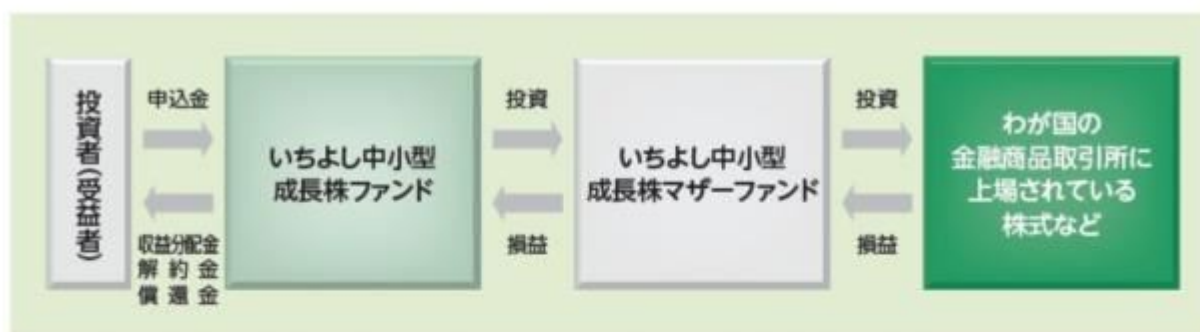 投資者(受益者)
申込金
収益分配金
解約金
償還金
いちよし中小型
成長株ファンド
投資
損益
いちよし中小型
成長株マザーファンド
投資
損益
わが国の
金融商品取引所に
上場されている
株式など